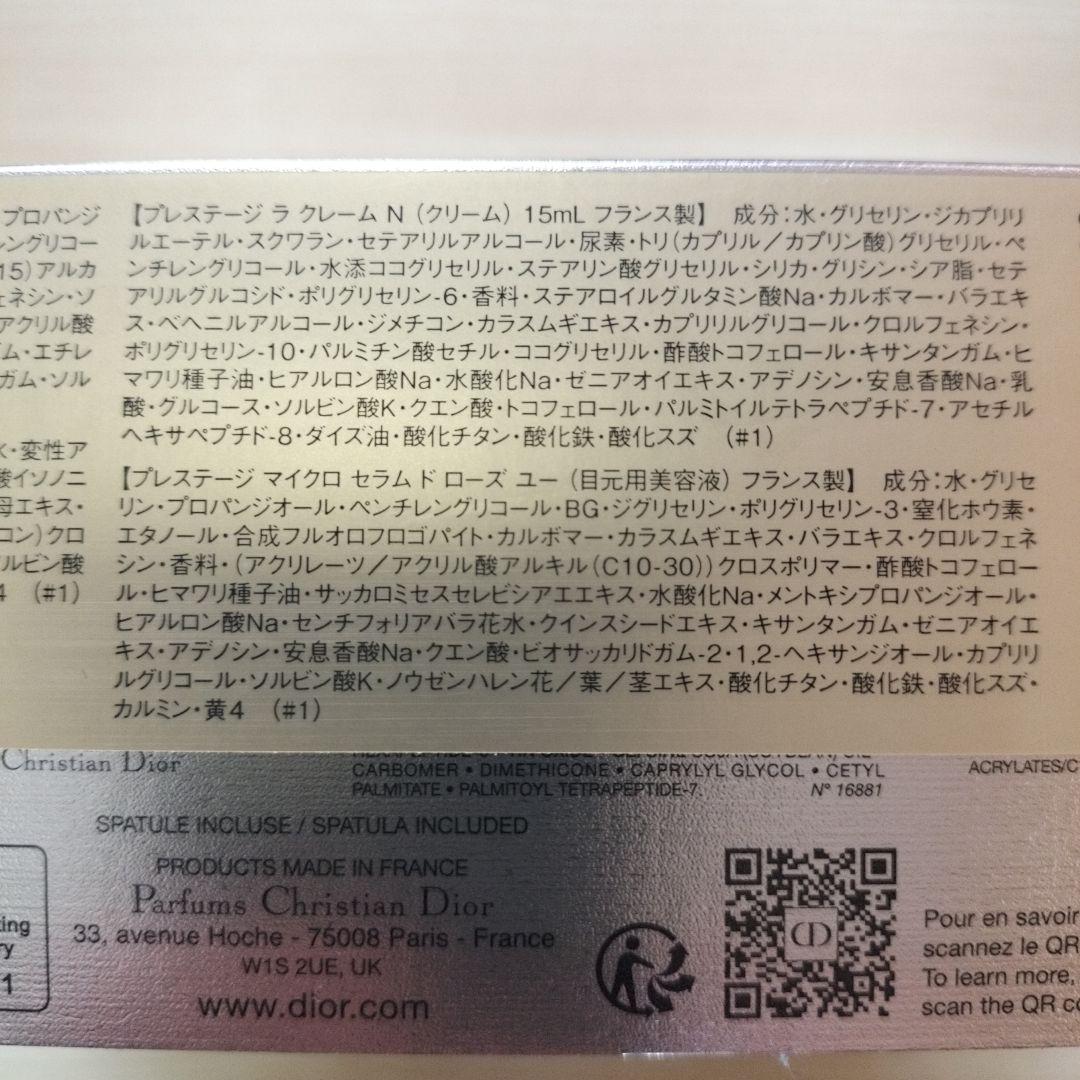 プロパンジ
レングリコー
15)アルカ
ェネシン・ソ
アクリル酸
ム・エチレ
ガム・ソル
水・変性ア
酸イソノニ
母エキス・
コン)クロ
ルビン酸
4 (#1)
【プレステージ ラ クレーム N (クリーム) 15mL フランス製】 成分:水・グリセリン・ジカプリリ
ルエーテル・スクワラン・セテアリルアルコール・尿素・トリ(カプリル/カプリン酸)グリセリル・ペ
ンチレングリコール・水添ココグリセリル・ステアリン酸グリセリル・シリカ・グリシン・シア脂・セテ
アリルグルコシド・ポリグリセリン-6・香料・ステアロイルグルタミン酸Na・カルボマー・バラエキ
ス・ベヘニルアルコール・ジメチコン・カラスムギエキス・カプリリルグリコール・クロルフェネシン・
ポリグリセリン-10・パルミチン酸セチル・ココグリセリル・酢酸トコフェロール・キサンタンガム・ヒ
マワリ種子油・ヒアルロン酸Na・水酸化Na・ゼニアオイエキス・アデノシン・安息香酸Na・乳
酸・グルコース・ソルビン酸K・クエン酸・トコフェロール・パルミトイルテトラペプチド-7・アセチル
ヘキサペプチド-8・ダイズ油・酸化チタン・酸化鉄・酸化スズ (#1)
【プレステージ マイクロ セラム ド ローズ ユー (目元用美容液) フランス製】 成分:水・グリセ
リン・プロパンジオール・ペンチレングリコール・BG・ジグリセリン・ポリグリセリン-3・窒化ホウ素・
エタノール・合成フルオロフロゴパイト・カルボマー・カラスムギエキス・バラエキス・クロルフェネ
シン・香料・(アクリレーツ/アクリル酸アルキル(C10-30))クロスポリマー・酢酸トコフェロー
ル・ヒマワリ種子油・サッカロミセスセレビシアエエキス・水酸化Na・メントキシプロパンジオール・
ヒアルロン酸Na・センチフォリアバラ花水・クインスシードエキス・キサンタンガム・ゼニアオイエ
キス・アデノシン・安息香酸Na・クエン酸・ビオサッカリドガム-2・1,2-ヘキサンジオール・カプリリ
ルグリコール・ソルビン酸K・ノウゼンハレン花/葉/茎エキス・酸化チタン・酸化鉄・酸化スズ・
カルミン・黄4 (#1)
Christian Dior
CARBOMER • DIMETHICONE • CAPRYLYL GLYCOL • CETYL
PALMITATE • PALMITOYL TETRAPEPTIDE-7.
N° 16881
ACRYLATES/C
SPATULE INCLUSE / SPATULA INCLUDED
PRODUCTS MADE IN FRANCE
Parfums Christian Dior
33, avenue Hoche - 75008 Paris - France
W1S 2UE, UK
www.dior.com
ting
ry
1
CD
Pour en savoir
scannez le QR
To learn more,
scan the QR co